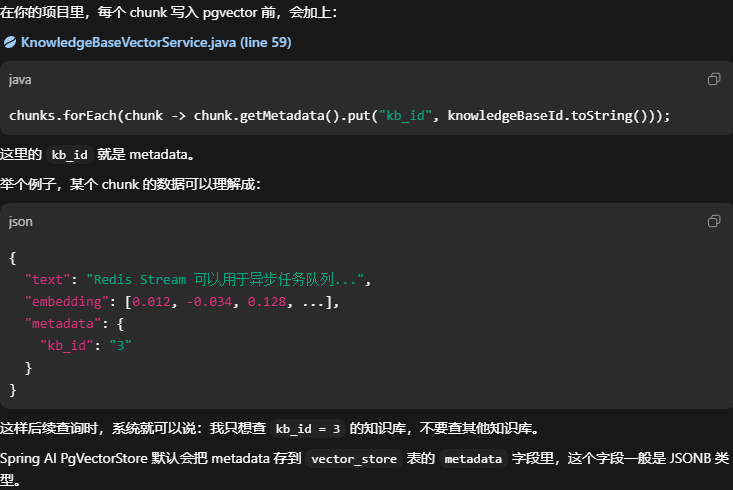 在你的项目里，每个 chunk 写入 pgvector 前，会加上：
KnowledgeBaseVectorService.java (line 59)
java
chunks.forEach(chunk -> chunk.getMetadata().put("kb_id", knowledgeBaseId.toString()));
这里的 kb_id 就是 metadata。
举个例子，某个 chunk 的数据可以理解成：
json
{
  "text": "Redis Stream 可以用于异步任务队列...",
  "embedding": [0.012, -0.034, 0.128, ...],
  "metadata": {
    "kb_id": "3"
  }
}
这样后续查询时，系统就可以说：我只想查 kb_id = 3 的知识库，不要查其他知识库。
Spring AI PgVectorStore 默认会把 metadata 存到 vector_store 表的 metadata 字段里，这个字段一般是 JSONB 类
型。